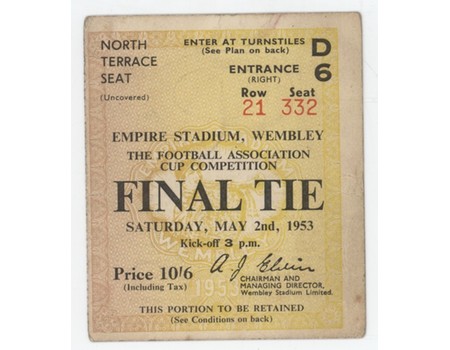 NORTH
TERRACE
SEAT
(Uncovered)
ENTER AT TURNSTILES
(See Plan on back)
D
6
ENTRANCE
(RIGHT)
Row Seat
21 332
EMPIRE STADIUM, WEMBLEY
THE FOOTBALL ASSOCIATION
CUP COMPETITION
FINAL TIE
SATURDAY, MAY 2nd, 1953
Kick-off 3 p.m.
Price 10/6
(Including Tax)
A J Elvin
CHAIRMAN AND
MANAGING DIRECTOR,
Wembley Stadium Limited.
1953
THIS PORTION TO BE RETAINED
(See Conditions on back)